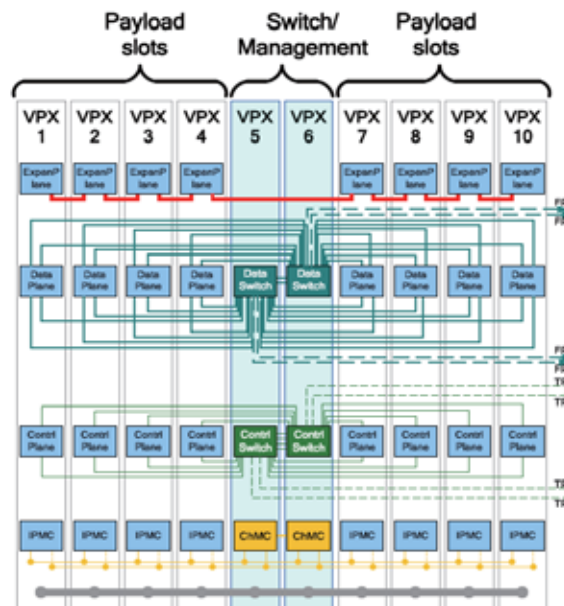 Payload slots
Switch/ Management
Payload slots
VPX 1
VPX 2
VPX 3
VPX 4
VPX 5
VPX 6
VPX 7
VPX 8
VPX 9
VPX 10
ExpanP lane
ExpanP lane
ExpanP lane
ExpanP lane
ExpanP lane
ExpanP lane
ExpanP lane
ExpanP lane
Data Plane
Data Plane
Data Plane
Data Plane
Data Switch
Data Switch
Data Plane
Data Plane
Data Plane
Data Plane
Contrl Plane
Contrl Plane
Contrl Plane
Contrl Plane
Contrl Switch
Contrl Switch
Contrl Plane
Contrl Plane
Contrl Plane
Contrl Plane
IPMC
IPMC
IPMC
IPMC
ChMC
ChMC
IPMC
IPMC
IPMC
IPMC